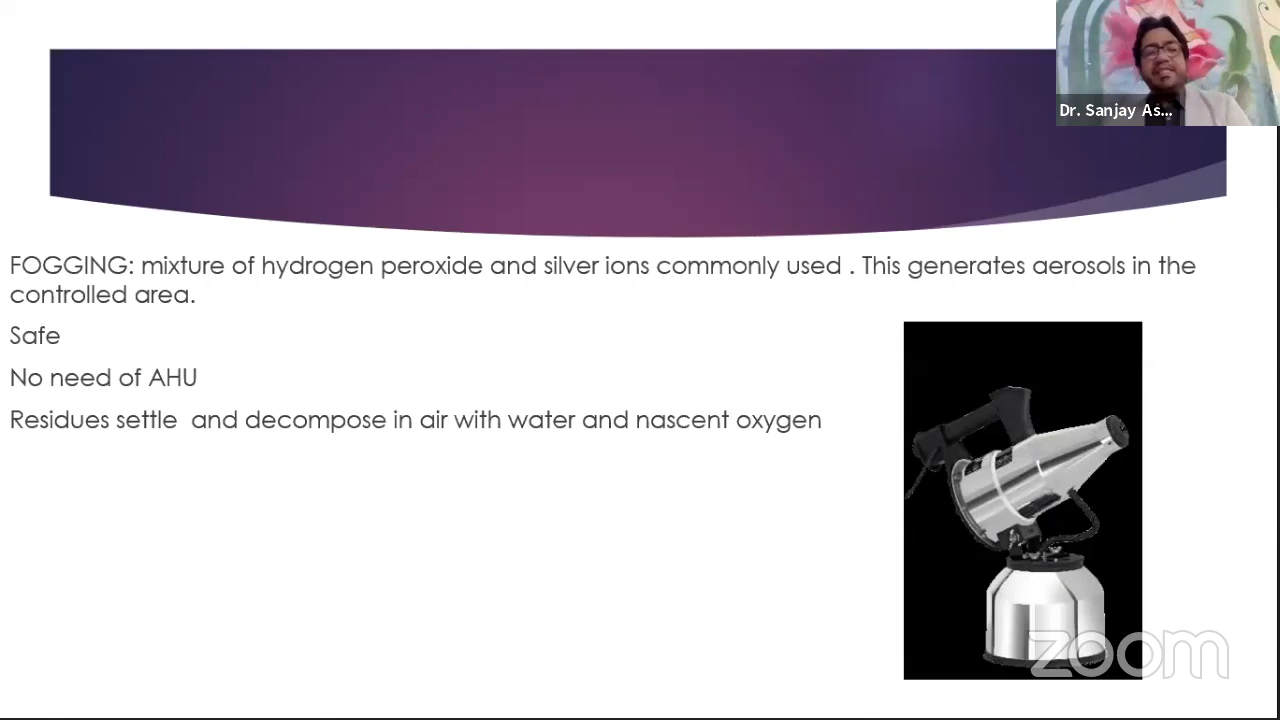 Dr. Sanjay As...
FOGGING: mixture of hydrogen peroxide and silver ions commonly used . This generates aerosols in the
controlled area.
Safe
No need of AHU
Residues settle  and decompose in air with water and nascent oxygen
zoom